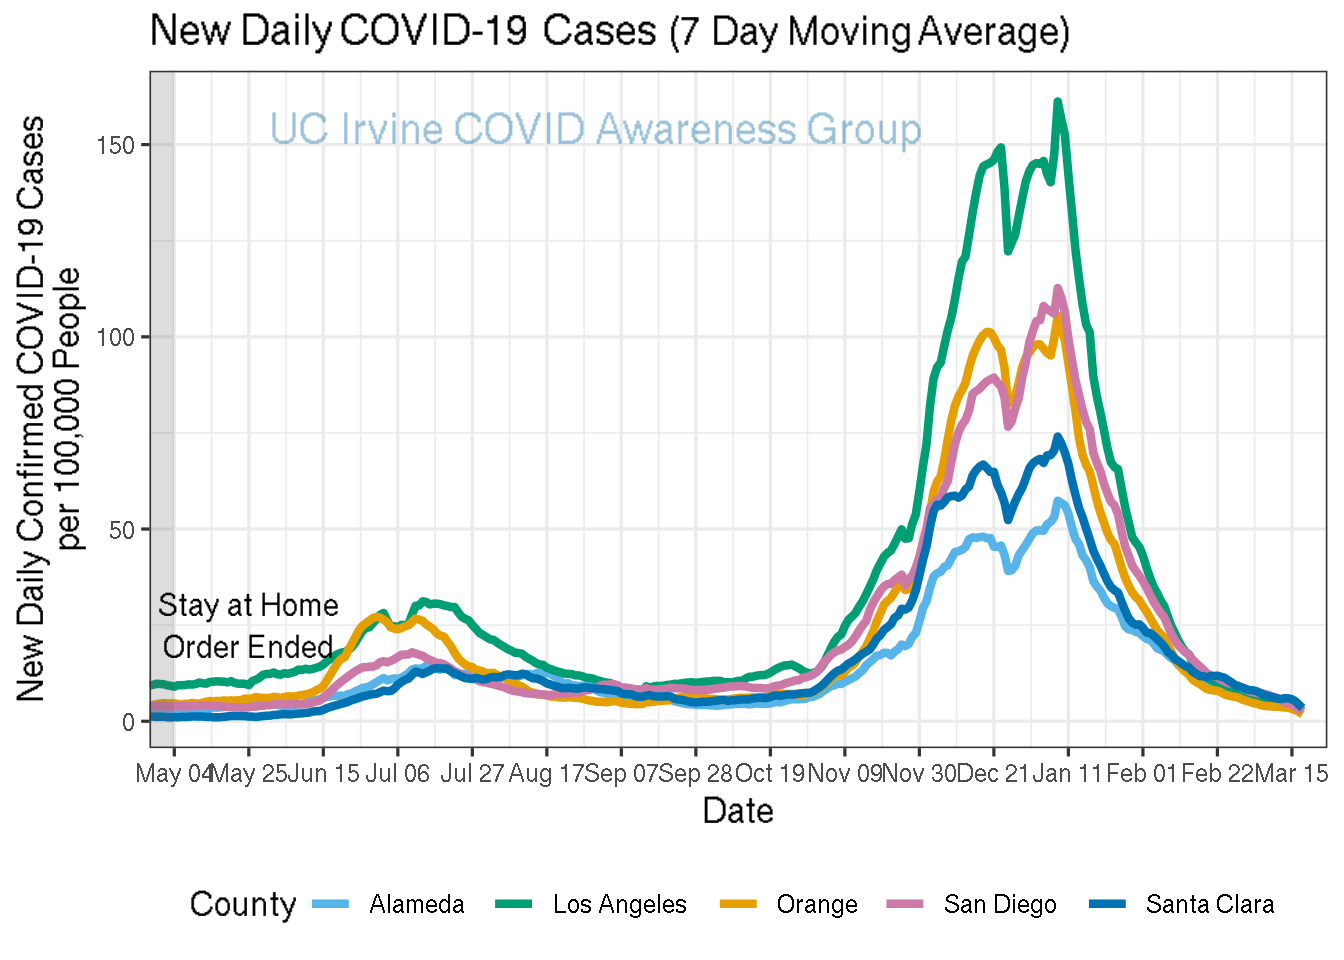 New Daily COVID-19 Cases (7 Day Moving Average)
UC Irvine COVID Awareness Group
New Daily Confirmed COVID-19 Cases
per 100,000 People
150
100
50
0
Stay at Home
Order Ended
May 04 May 25 Jun 15 Jul 06 Jul 27 Aug 17 Sep 07 Sep 28 Oct 19 Nov 09 Nov 30 Dec 21 Jan 11 Feb 01 Feb 22 Mar 15
Date
County Alameda Los Angeles Orange San Diego Santa Clara